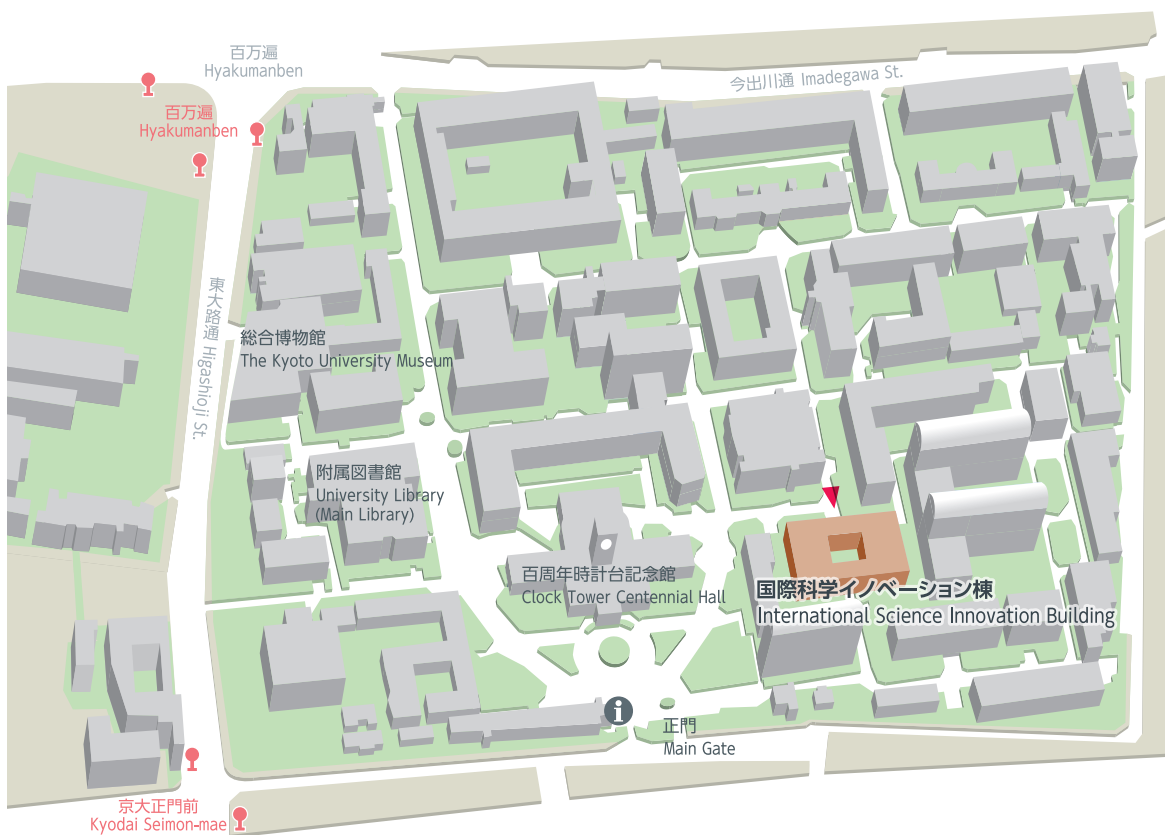 百万遍
Hyakumanben
今出川通 Imadegawa St.
百万遍
Hyakumanben
東大路通 Higashioji St.
総合博物館
The Kyoto University Museum
附属図書館
University Library
(Main Library)
百周年時計台記念館
Clock Tower Centennial Hall
国際科学イノベーション棟
International Science Innovation Building
i
正門
Main Gate
京大正門前
Kyodai Seimon-mae